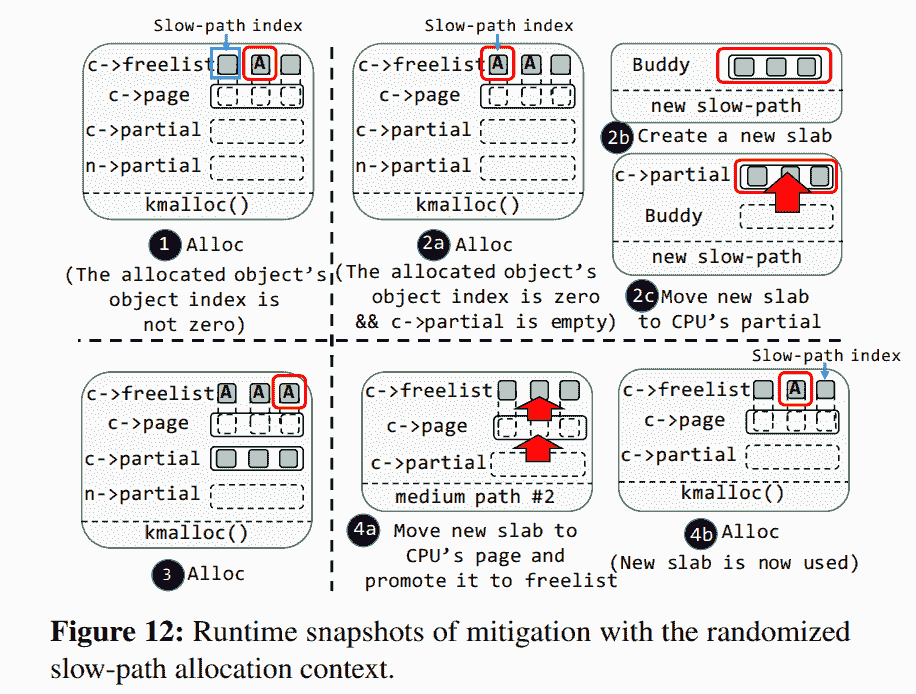 Slow-path index
c->freelist A
c->page
c->partial
n->partial
kmalloc()
1 Alloc
(The allocated object's
object index is
not zero)
Slow-path index
c->freelist A A
c->page
c->partial
n->partial
kmalloc()
2a Alloc
(The allocated object's
object index is zero
&& c->partial is empty)
Buddy
new slow-path
2b Create a new slab
c->partial
Buddy
new slow-path
2c Move new slab
to CPU's partial
c->freelist A A A
c->page
c->partial
n->partial
kmalloc()
3 Alloc
c->freelist
c->page
c->partial
medium path #2
4a Move new slab to
CPU's page and
promote it to freelist
Slow-path index
c->freelist A
c->page
c->partial
kmalloc()
4b Alloc
(New slab is now used)
Figure 12: Runtime snapshots of mitigation with the randomized
slow-path allocation context.